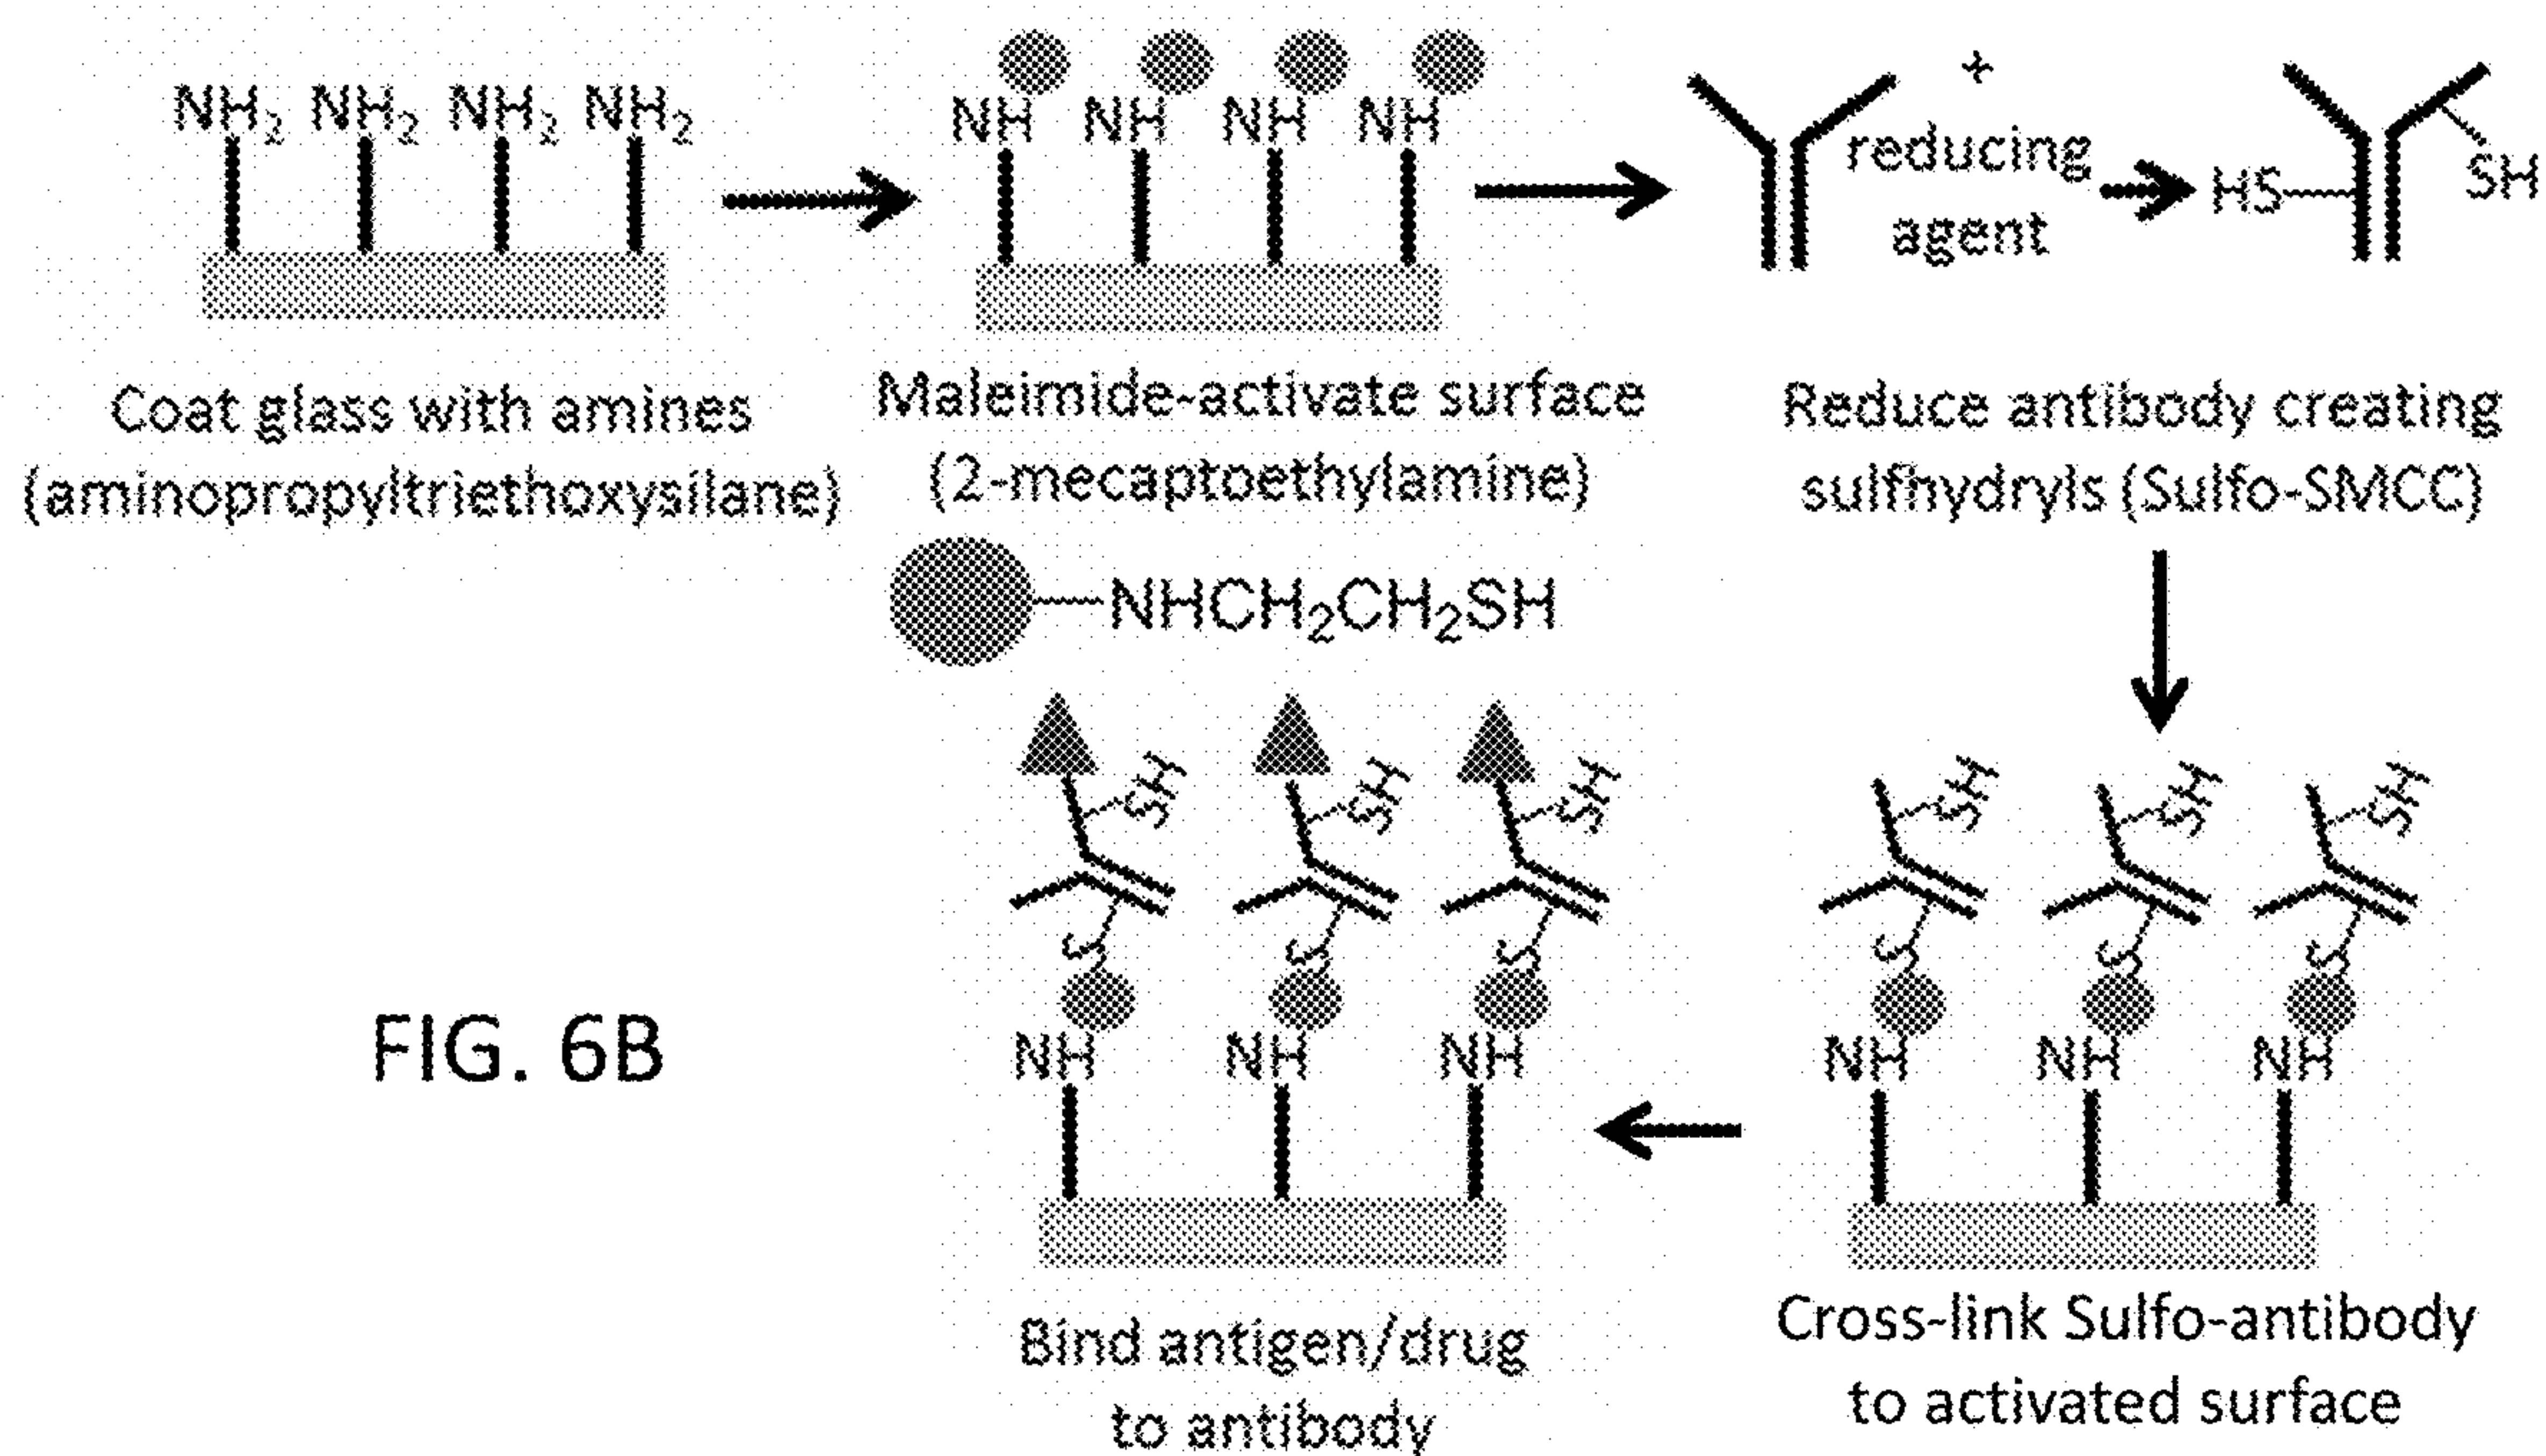 NH₂ NH₂ NH₂ NH₂
Coat glass with amines
(aminopropyltriethoxysilane)
NH NH NH NH
Maleimide-activate surface
(2-mecaptoethylamine)
NHCH₂CH₂SH
+
reducing
agent
HS SH
Reduce antibody creating
sulfhydryls (Sulfo-SMCC)
SH SH SH
S S S
NH NH NH
Cross-link Sulfo-antibody
to activated surface
SH SH SH
S S S
NH NH NH
Bind antigen/drug
to antibody
FIG. 6B